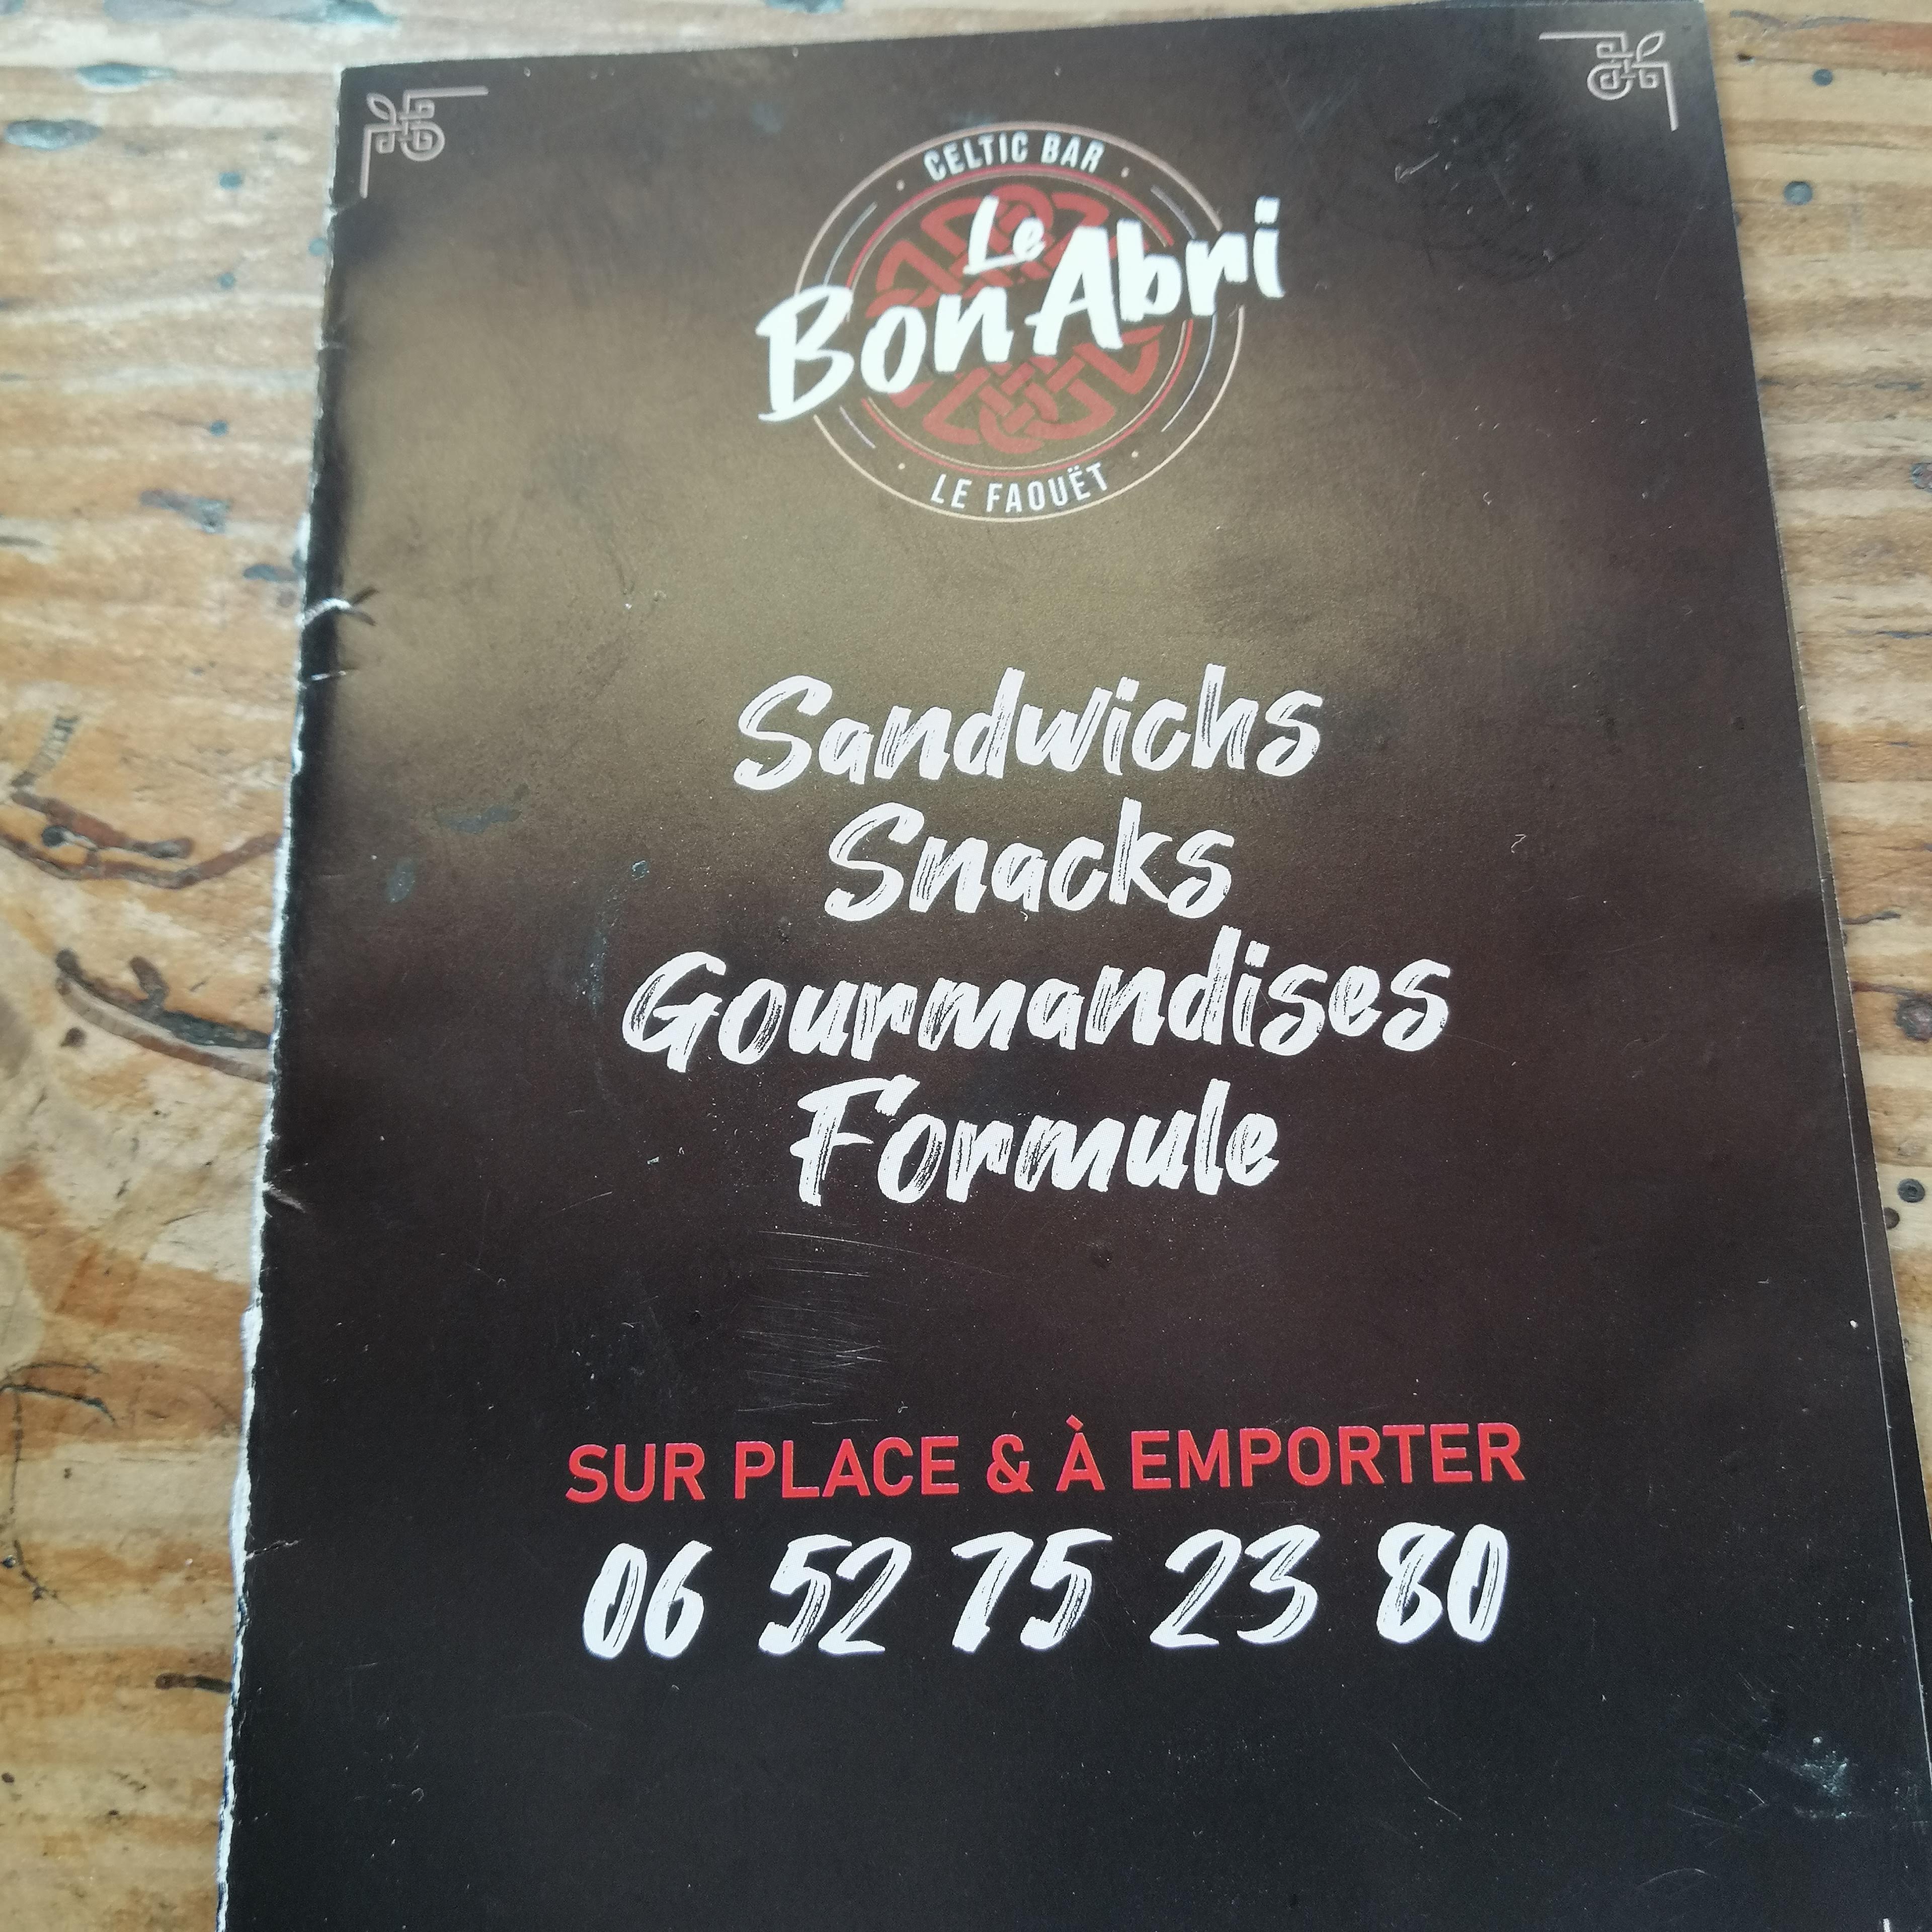 CELTIC BAR
Le
Bon Abri
LE FAOUËT
Sandwichs
Snacks
Gourmandises
Formule
SUR PLACE & À EMPORTER
06 52 75 23 80